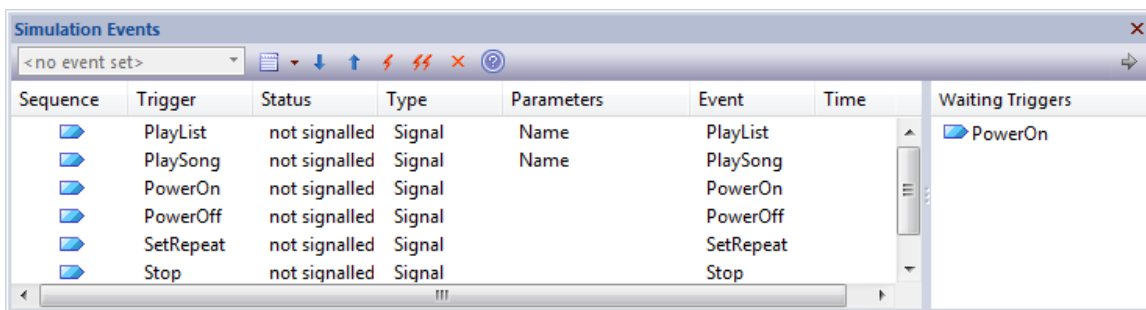 Simulation Events
<no event set>
Sequence Trigger Status Type Parameters Event Time Waiting Triggers
PlayList not signalled Signal Name PlayList PowerOn
PlaySong not signalled Signal Name PlaySong
PowerOn not signalled Signal PowerOn
PowerOff not signalled Signal PowerOff
SetRepeat not signalled Signal SetRepeat
Stop not signalled Signal Stop